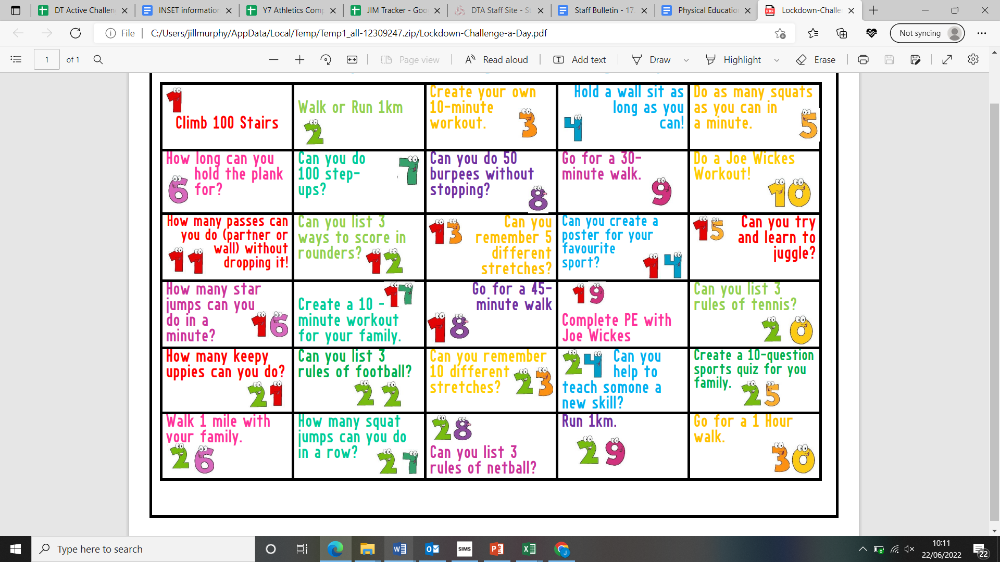 DT Active Challen
INSET information
Y7 Athletics Comp
JIM Tracker - Goo
DTA Staff Site - St
Staff Bulletin - 17.
Physical Educatio
Lockdown-Challe
File
C:/Users/jillmurphy/AppData/Local/Temp/Temp1_all-12309247.zip/Lockdown-Challenge-a-Day.pdf
Not syncing
1 of 1
Page view
Read aloud
Add text
Draw
Highlight
Erase
1
Climb 100 Stairs
Walk or Run 1km
2
Create your own
10-minute
workout.
3
Hold a wall sit as
long as you
can!
4
Do as many squats
as you can in
a minute.
5
How long can you
hold the plank
for?
6
Can you do
100 step-
ups?
7
Can you do 50
burpees without
stopping?
8
Go for a 30-
minute walk.
9
Do a Joe Wickes
Workout!
10
How many passes can
you do (partner or
wall) without
dropping it!
11
Can you list 3
ways to score in
rounders?
12
13
Can you
remember 5
different
stretches?
Can you create a
poster for your
favourite
sport?
14
15
Can you try
and learn to
juggle?
How many star
jumps can you
do in a
minute?
16
17
Create a 10 -
minute workout
for your family.
Go for a 45-
minute walk
18
19
Complete PE with
Joe Wickes
Can you list 3
rules of tennis?
20
How many keepy
uppies can you do?
21
Can you list 3
rules of football?
22
Can you remember
10 different
stretches?
23
24
Can you
help to
teach somone a
new skill?
Create a 10-question
sports quiz for you
family.
25
Walk 1 mile with
your family.
26
How many squat
jumps can you do
in a row?
27
28
Can you list 3
rules of netball?
Run 1km.
29
Go for a 1 Hour
walk.
30
Type here to search
SIMS
10:11
22/06/2022
22